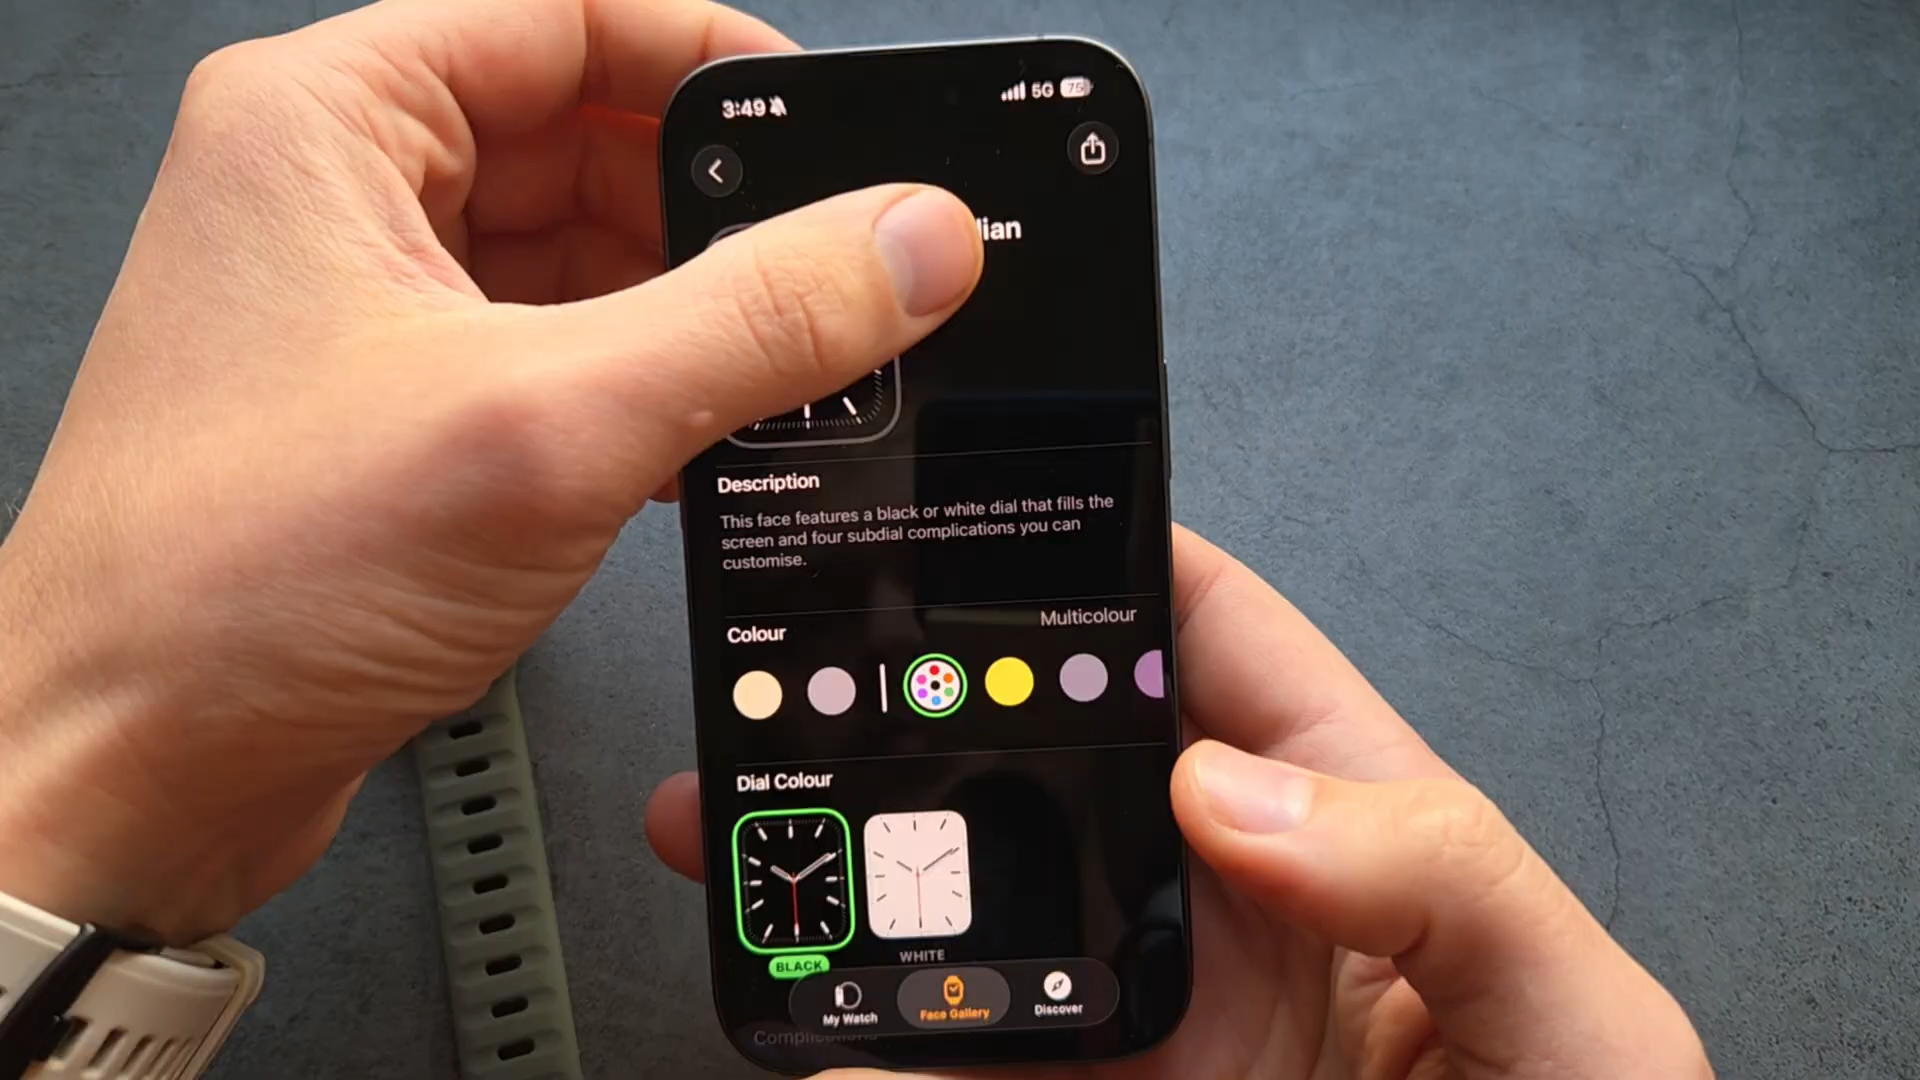 3:49
5G 75
Description
This face features a black or white dial that fills the
screen and four subdial complications you can
customise.
Colour
Multicolour
Dial Colour
BLACK
WHITE
My Watch
Face Gallery
Discover